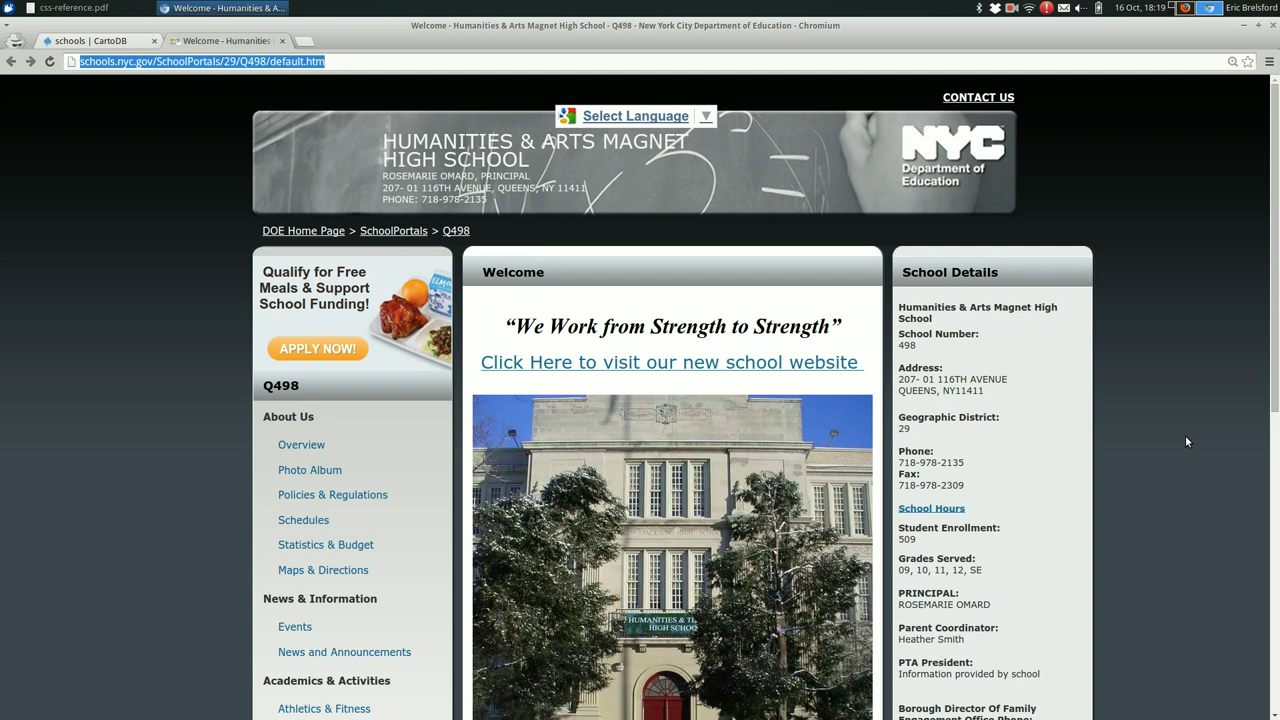 css-reference.pdf
Welcome - Humanities & A...
16 Oct, 18:19
Eric Brelsford
Welcome - Humanities & Arts Magnet High School - Q498 - New York City Department of Education - Chromium
schools | CartoDB
Welcome - Humanities
schools.nyc.gov/SchoolPortals/29/Q498/default.htm
CONTACT US
Select Language
HUMANITIES & ARTS MAGNET
HIGH SCHOOL
ROSEMARIE OMARD, PRINCIPAL
207- 01 116TH AVENUE, QUEENS, NY 11411
PHONE: 718-978-2135
NYC
Department of
Education
DOE Home Page > SchoolPortals > Q498
Qualify for Free
Meals & Support
School Funding!
APPLY NOW!
Q498
About Us
Overview
Photo Album
Policies & Regulations
Schedules
Statistics & Budget
Maps & Directions
News & Information
Events
News and Announcements
Academics & Activities
Athletics & Fitness
Welcome
“We Work from Strength to Strength”
Click Here to visit our new school website
HUMANITIES & T
HIGH SCHOO
School Details
Humanities & Arts Magnet High
School
School Number:
498
Address:
207- 01 116TH AVENUE
QUEENS, NY11411
Geographic District:
29
Phone:
718-978-2135
Fax:
718-978-2309
School Hours
Student Enrollment:
509
Grades Served:
09, 10, 11, 12, SE
PRINCIPAL:
ROSEMARIE OMARD
Parent Coordinator:
Heather Smith
PTA President:
Information provided by school
Borough Director Of Family
Engagement Office Phone: